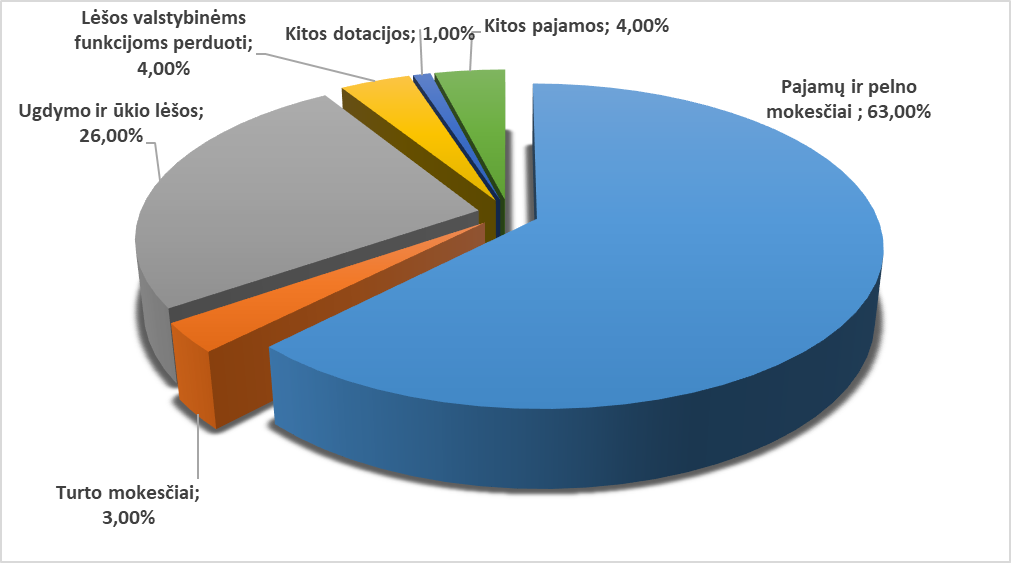 Lėšos valstybinėms
funkcijoms perduoti;
4,00%
Kitos dotacijos; 1,00%
Kitos pajamos; 4,00%
Pajamų ir pelno
mokesčiai ; 63,00%
Ugdymo ir ūkio lėšos;
26,00%
Turto mokesčiai;
3,00%